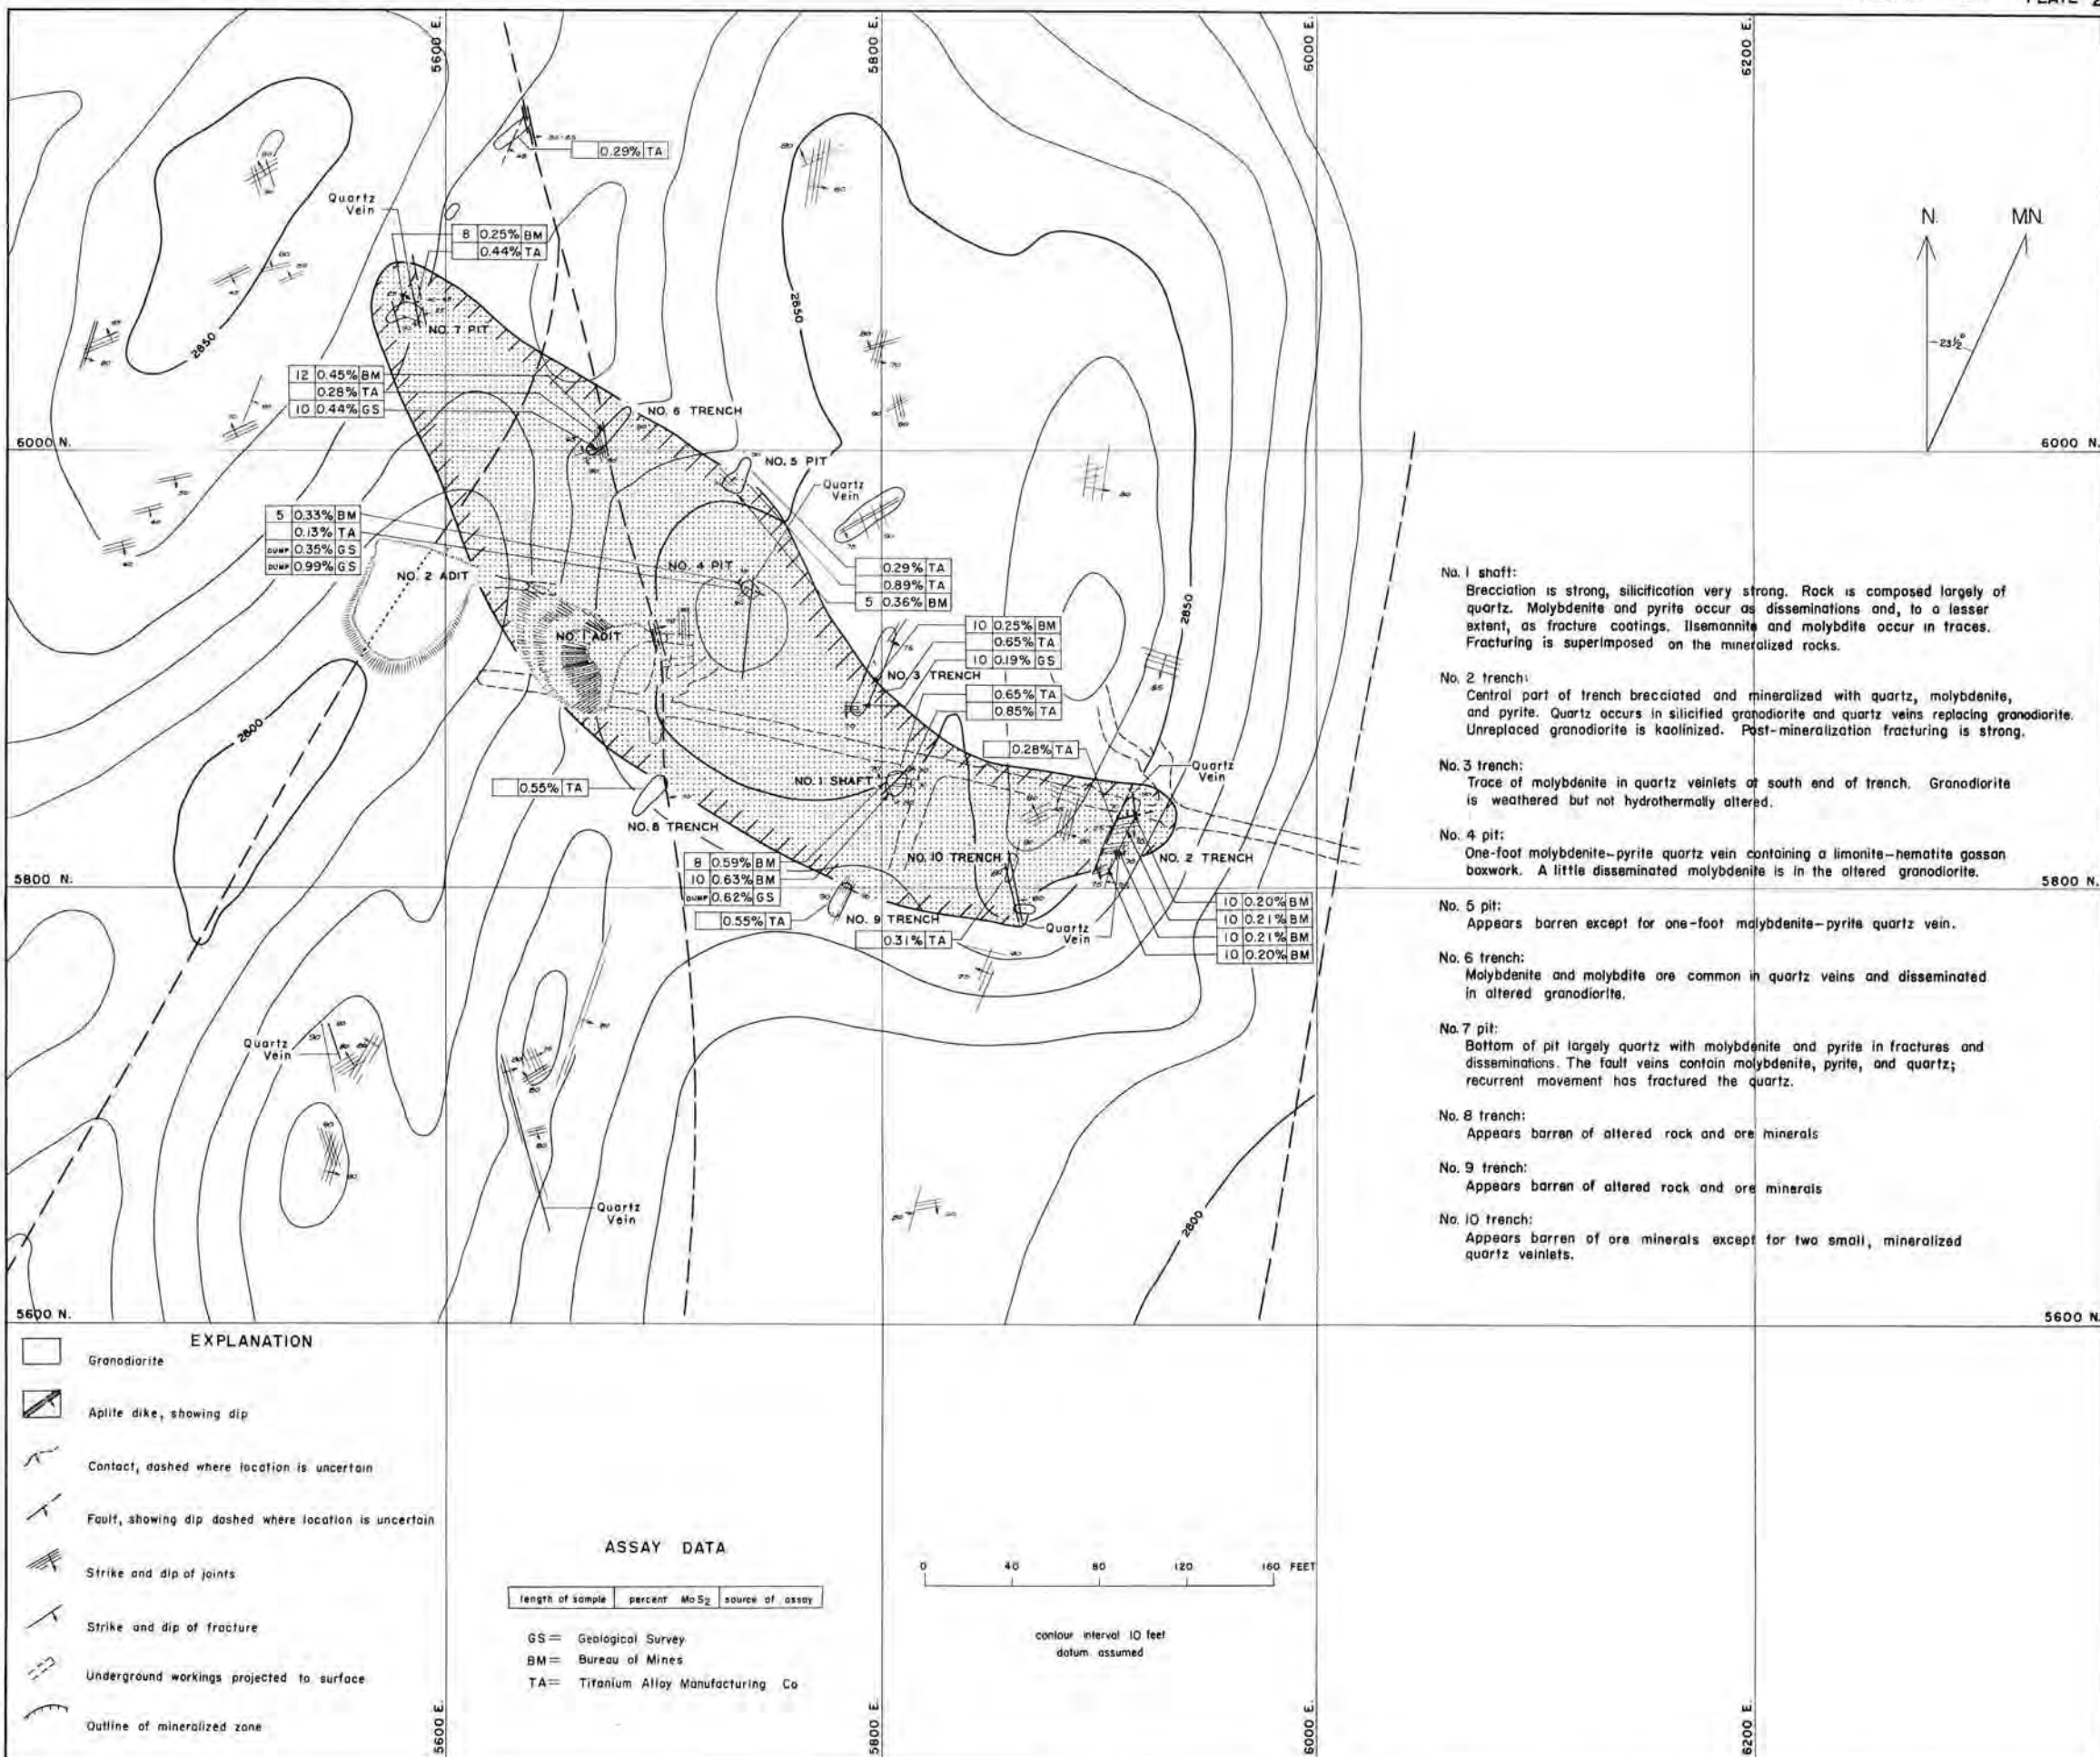 PLATE 2
5600 E.
5800 E.
6000 E.
6200 E.
N.
MN.
23½°
0.29% TA
Quartz
Vein
8 0.25% BM
0.44% TA
NO. 7 PIT
2850
2850
12 0.45% BM
0.28% TA
10 0.44% GS
NO. 6 TRENCH
6000 N.
6000 N.
NO. 5 PIT
Quartz
Vein
5 0.33% BM
0.13% TA
DUMP 0.35% GS
DUMP 0.99% GS
NO. 2 ADIT
NO. 4 PIT
0.29% TA
0.89% TA
5 0.36% BM
NO. 1 ADIT
10 0.25% BM
0.65% TA
10 0.19% GS
2850
NO. 3 TRENCH
0.65% TA
0.85% TA
2800
0.28% TA
Quartz
Vein
NO. 1 SHAFT
0.55% TA
NO. 8 TRENCH
NO. 10 TRENCH
NO. 2 TRENCH
8 0.59% BM
10 0.63% BM
DUMP 0.62% GS
5800 N.
5800 N.
0.55% TA
NO. 9 TRENCH
0.31% TA
Quartz
Vein
10 0.20% BM
10 0.21% BM
10 0.21% BM
10 0.20% BM
Quartz
Vein
Quartz
Vein
2800
5600 N.
5600 N.
No. 1 shaft:
Brecciation is strong, silicification very strong. Rock is composed largely of
quartz. Molybdenite and pyrite occur as disseminations and, to a lesser
extent, as fracture coatings. Ilsemannite and molybdite occur in traces.
Fracturing is superimposed on the mineralized rocks.
No. 2 trench:
Central part of trench brecciated and mineralized with quartz, molybdenite,
and pyrite. Quartz occurs in silicified granodiorite and quartz veins replacing granodiorite.
Unreplaced granodiorite is kaolinized. Post-mineralization fracturing is strong.
No. 3 trench:
Trace of molybdenite in quartz veinlets at south end of trench. Granodiorite
is weathered but not hydrothermally altered.
No. 4 pit:
One-foot molybdenite-pyrite quartz vein containing a limonite-hematite gossan
boxwork. A little disseminated molybdenite is in the altered granodiorite.
No. 5 pit:
Appears barren except for one-foot molybdenite-pyrite quartz vein.
No. 6 trench:
Molybdenite and molybdite are common in quartz veins and disseminated
in altered granodiorite.
No. 7 pit:
Bottom of pit largely quartz with molybdenite and pyrite in fractures and
disseminations. The fault veins contain molybdenite, pyrite, and quartz;
recurrent movement has fractured the quartz.
No. 8 trench:
Appears barren of altered rock and ore minerals
No. 9 trench:
Appears barren of altered rock and ore minerals
No. 10 trench:
Appears barren of ore minerals except for two small, mineralized
quartz veinlets.
EXPLANATION
Granodiorite
Aplite dike, showing dip
Contact, dashed where location is uncertain
Fault, showing dip dashed where location is uncertain
Strike and dip of joints
Strike and dip of fracture
Underground workings projected to surface
Outline of mineralized zone
ASSAY DATA
length of sample percent MoS2 source of assay
GS = Geological Survey
BM = Bureau of Mines
TA = Titanium Alloy Manufacturing Co
0 40 80 120 160 FEET
contour interval 10 feet
datum assumed
5600 E.
5800 E.
6000 E.
6200 E.